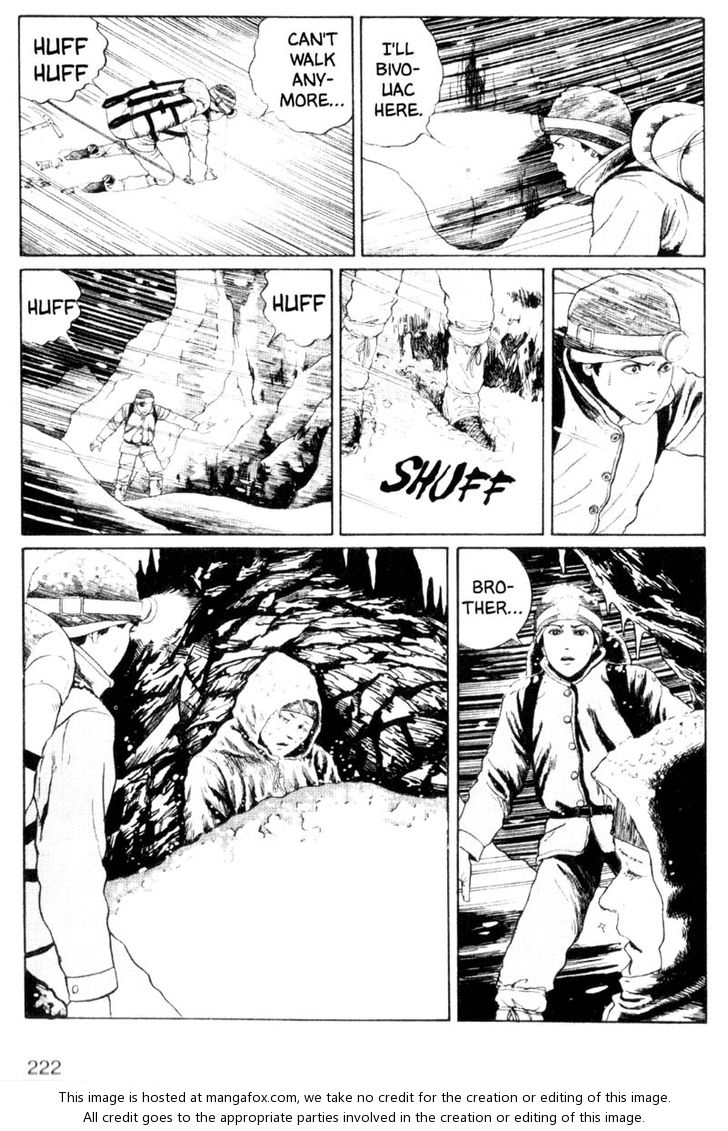 HUFF
HUFF
CAN'T
WALK
ANY-
MORE...
I'LL
BIVO-
UAC
HERE.
HUFF
HUFF
SHUFF
BRO-
THER...
222
This image is hosted at mangafox.com, we take no credit for the creation or editing of this image.
All credit goes to the appropriate parties involved in the creation or editing of this image.